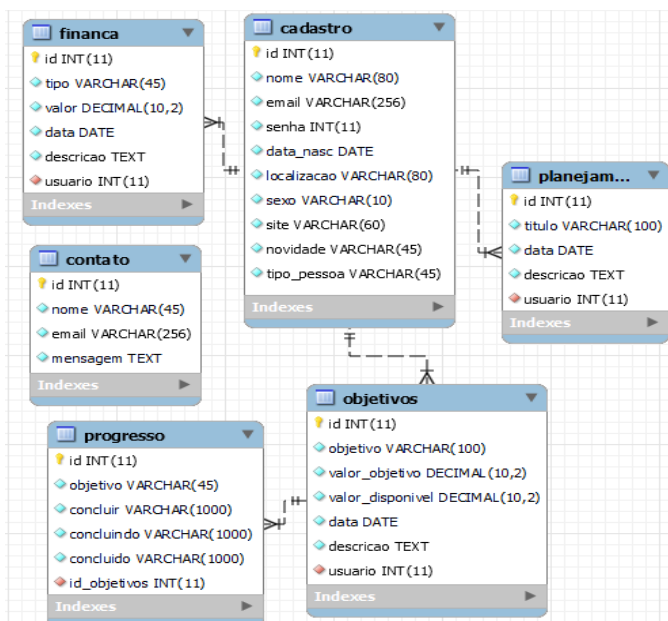 financa
id INT(11)
tipo VARCHAR(45)
valor DECIMAL(10,2)
data DATE
descricao TEXT
usuario INT(11)
Indexes
cadastro
id INT(11)
nome VARCHAR(80)
email VARCHAR(256)
senha INT(11)
data_nasc DATE
localizacao VARCHAR(80)
sexo VARCHAR(10)
site VARCHAR(60)
novidade VARCHAR(45)
tipo_pessoa VARCHAR(45)
Indexes
planejam...
id INT(11)
titulo VARCHAR(100)
data DATE
descricao TEXT
usuario INT(11)
Indexes
contato
id INT(11)
nome VARCHAR(45)
email VARCHAR(256)
mensagem TEXT
Indexes
objetivos
id INT(11)
objetivo VARCHAR(100)
valor_objetivo DECIMAL(10,2)
valor_disponivel DECIMAL(10,2)
data DATE
descricao TEXT
usuario INT(11)
Indexes
progresso
id INT(11)
objetivo VARCHAR(45)
concluir VARCHAR(1000)
concluindo VARCHAR(1000)
concluido VARCHAR(1000)
id_objetivos INT(11)
Indexes